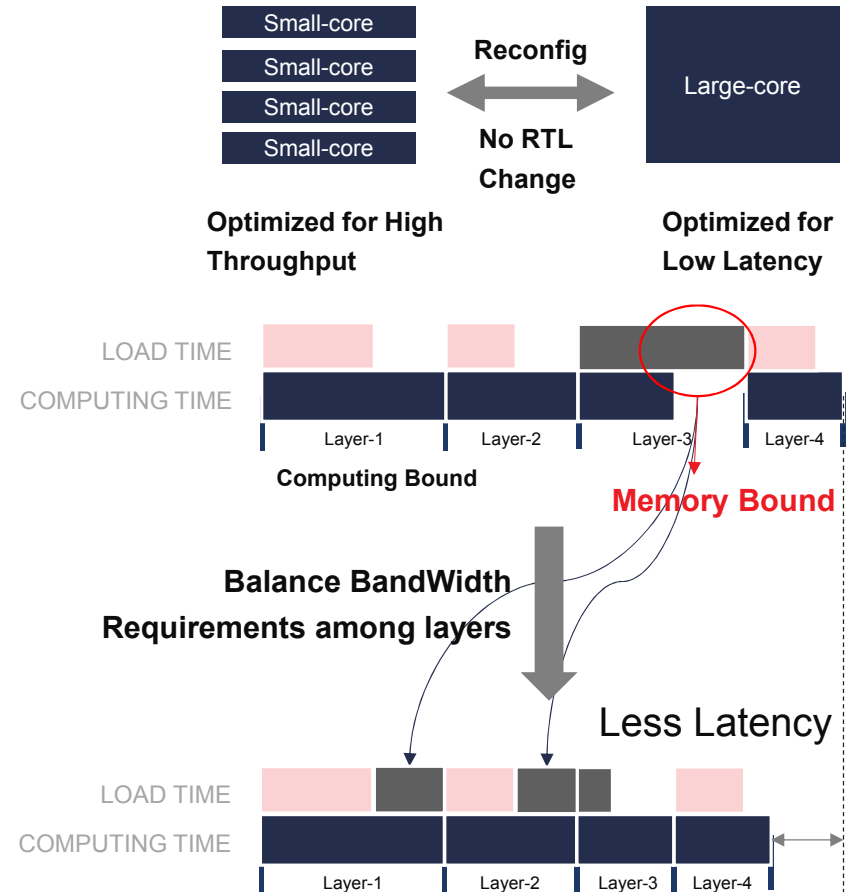 Small-core
Small-core
Small-core
Small-core
Reconfig
No RTL
Change
Large-core
Optimized for High
Throughput
Optimized for
Low Latency
LOAD TIME
COMPUTING TIME
Layer-1
Layer-2
Layer-3
Layer-4
Computing Bound
Memory Bound
Balance BandWidth
Requirements among layers
Less Latency
LOAD TIME
COMPUTING TIME
Layer-1
Layer-2
Layer-3
Layer-4